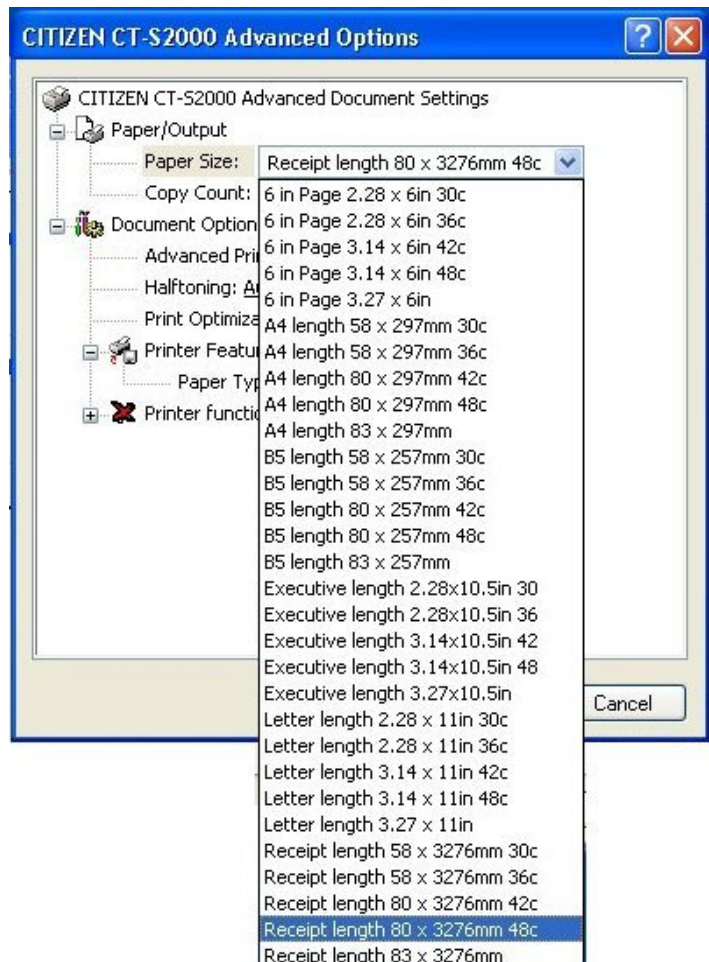 CITIZEN CT-S2000 Advanced Options
CITIZEN CT-S2000 Advanced Document Settings
Paper/Output
Paper Size: Receipt length 80 x 3276mm 48c
Copy Count:
Document Option
Advanced Pri
Halftoning: A
Print Optimiza
Printer Featu
Paper Typ
Printer functio
6 in Page 2.28 x 6in 30c
6 in Page 2.28 x 6in 36c
6 in Page 3.14 x 6in 42c
6 in Page 3.14 x 6in 48c
6 in Page 3.27 x 6in
A4 length 58 x 297mm 30c
A4 length 58 x 297mm 36c
A4 length 80 x 297mm 42c
A4 length 80 x 297mm 48c
A4 length 83 x 297mm
B5 length 58 x 257mm 30c
B5 length 58 x 257mm 36c
B5 length 80 x 257mm 42c
B5 length 80 x 257mm 48c
B5 length 83 x 257mm
Executive length 2.28x10.5in 30
Executive length 2.28x10.5in 36
Executive length 3.14x10.5in 42
Executive length 3.14x10.5in 48
Executive length 3.27x10.5in
Letter length 2.28 x 11in 30c
Letter length 2.28 x 11in 36c
Letter length 3.14 x 11in 42c
Letter length 3.14 x 11in 48c
Letter length 3.27 x 11in
Receipt length 58 x 3276mm 30c
Receipt length 58 x 3276mm 36c
Receipt length 80 x 3276mm 42c
Receipt length 80 x 3276mm 48c
Receipt length 83 x 3276mm
Cancel